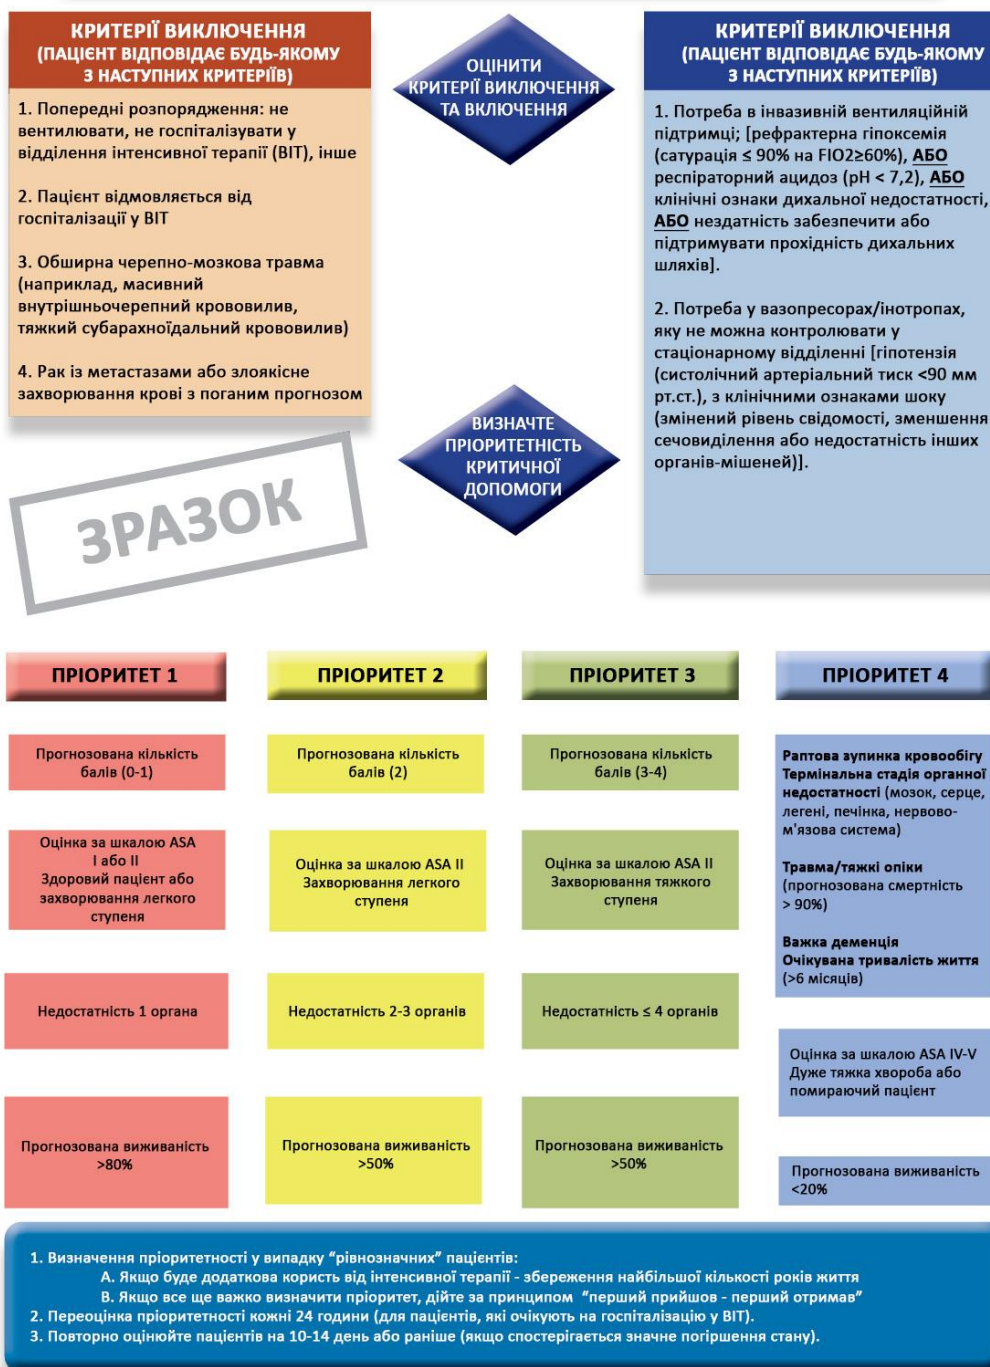 КРИТЕРІЇ ВИКЛЮЧЕННЯ
(ПАЦІЄНТ ВІДПОВІДАЄ БУДЬ-ЯКОМУ
З НАСТУПНИХ КРИТЕРІЇВ)
1. Попередні розпорядження: не
вентилювати, не госпіталізувати у
відділення інтенсивної терапії (ВІТ), інше
2. Пацієнт відмовляється від
госпіталізації у ВІТ
3. Обширна черепно-мозкова травма
(наприклад, масивний
внутрішньочерепний крововилив,
тяжкий субарахноїдальний крововилив)
4. Рак із метастазами або злоякісне
захворювання крові з поганим прогнозом
ОЦІНИТИ
КРИТЕРІЇ ВИКЛЮЧЕННЯ
ТА ВКЛЮЧЕННЯ
ВИЗНАЧТЕ
ПРІОРИТЕТНІСТЬ
КРИТИЧНОЇ
ДОПОМОГИ
КРИТЕРІЇ ВИКЛЮЧЕННЯ
(ПАЦІЄНТ ВІДПОВІДАЄ БУДЬ-ЯКОМУ
З НАСТУПНИХ КРИТЕРІЇВ)
1. Потреба в інвазивній вентиляційній
підтримці; [рефрактерна гіпоксемія
(сатурація ≤ 90% на FIO2≥60%), АБО
респіраторний ацидоз (pH < 7,2), АБО
клінічні ознаки дихальної недостатності,
АБО нездатність забезпечити або
підтримувати прохідність дихальних
шляхів].
2. Потреба у вазопресорах/інотропах,
яку не можна контролювати у
стаціонарному відділенні [гіпотензія
(систолічний артеріальний тиск <90 мм
рт.ст.), з клінічними ознаками шоку
(змінений рівень свідомості, зменшення
сечовиділення або недостатність інших
органів-мішеней)].
ЗРАЗОК
ПРІОРИТЕТ 1
Прогнозована кількість
балів (0-1)
Оцінка за шкалою ASA
I або II
Здоровий пацієнт або
захворювання легкого
ступеня
Недостатність 1 органа
Прогнозована виживаність
>80%
ПРІОРИТЕТ 2
Прогнозована кількість
балів (2)
Оцінка за шкалою ASA II
Захворювання легкого
ступеня
Недостатність 2-3 органів
Прогнозована виживаність
>50%
ПРІОРИТЕТ 3
Прогнозована кількість
балів (3-4)
Оцінка за шкалою ASA II
Захворювання тяжкого
ступеня
Недостатність ≤ 4 органів
Прогнозована виживаність
>50%
ПРІОРИТЕТ 4
Раптова зупинка кровообігу
Термінальна стадія органної
недостатності (мозок, серце,
легені, печінка, нервово-
м'язова система)
Травма/тяжкі опіки
(прогнозована смертність
> 90%)
Важка деменція
Очікувана тривалість життя
(>6 місяців)
Оцінка за шкалою ASA IV-V
Дуже тяжка хвороба або
помираючий пацієнт
Прогнозована виживаність
<20%
1. Визначення пріоритетності у випадку “рівнозначних” пацієнтів:
А. Якщо буде додаткова користь від інтенсивної терапії - збереження найбільшої кількості років життя
В. Якщо все ще важко визначити пріоритет, дійте за принципом “перший прийшов - перший отримав”
2. Переоцінка пріоритетності кожні 24 години (для пацієнтів, які очікують на госпіталізацію у ВІТ).
3. Повторно оцінюйте пацієнтів на 10-14 день або раніше (якщо спостерігається значне погіршення стану).